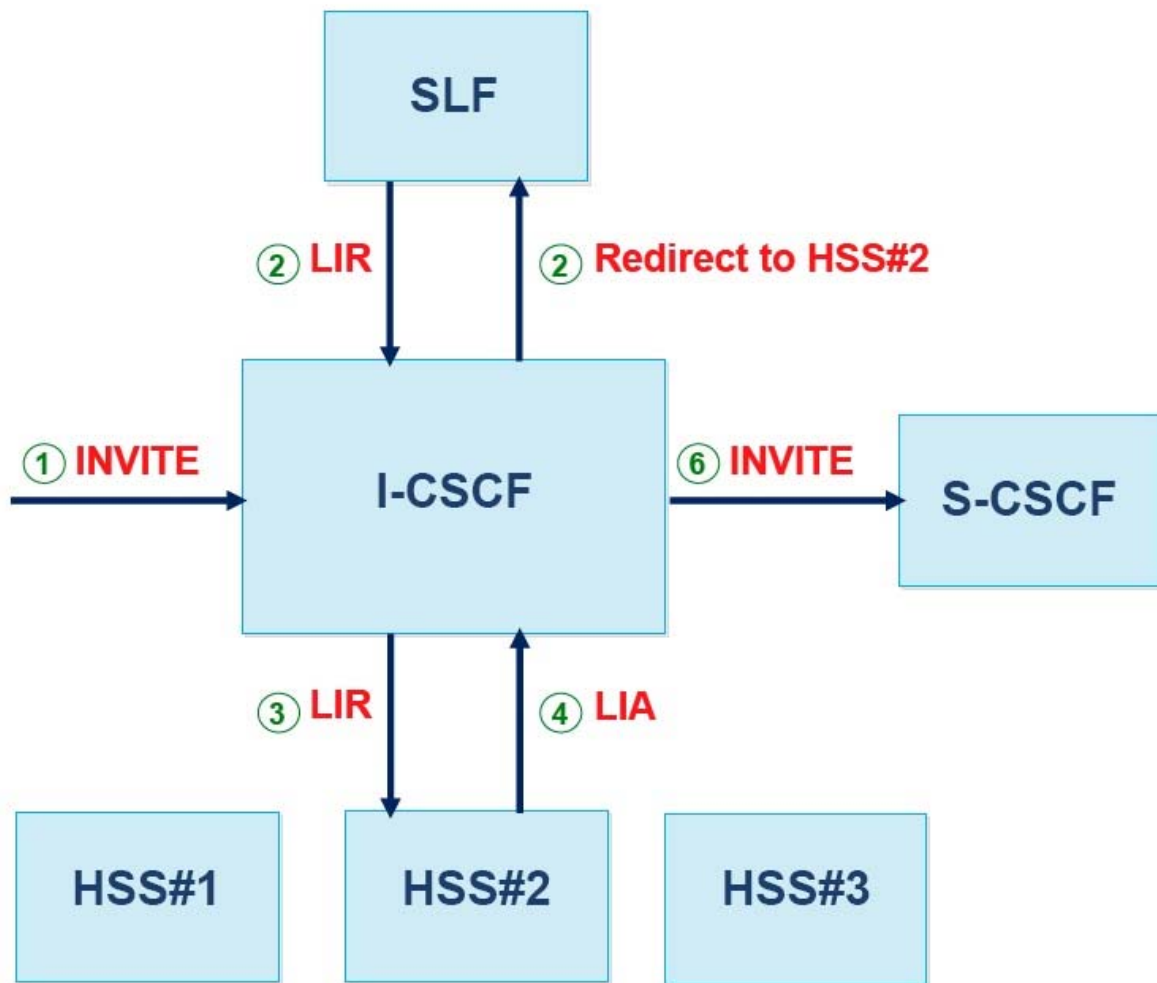 SLF
② LIR
② Redirect to HSS#2
① INVITE
I-CSCF
⑥ INVITE
S-CSCF
③ LIR
④ LIA
HSS#1
HSS#2
HSS#3